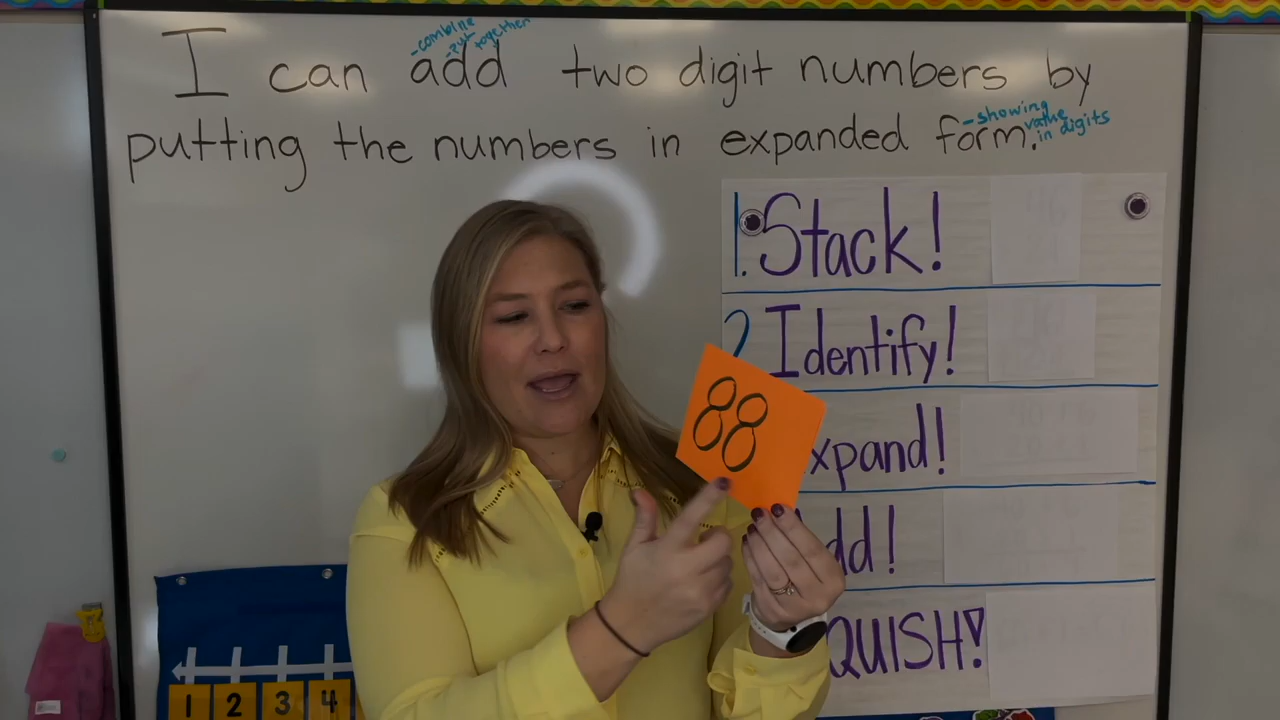 -combine
-put together
I can add two digit numbers by
putting the numbers in expanded form.
-showing
value
in digits
1. Stack!
2 Identify!
xpand!
dd!
QUISH!
88
1 2 3 4